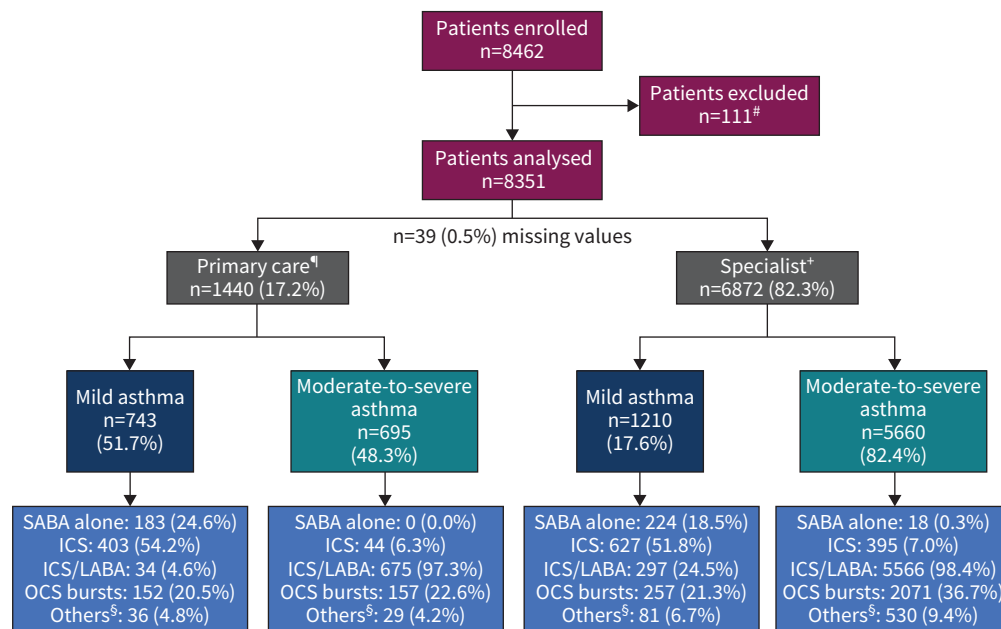 Patients enrolled
n=8462
Patients excluded
n=111#
Patients analysed
n=8351
n=39 (0.5%) missing values
Primary care¶
n=1440 (17.2%)
Specialist+
n=6872 (82.3%)
Mild asthma
n=743
(51.7%)
Moderate-to-severe
asthma
n=695
(48.3%)
Mild asthma
n=1210
(17.6%)
Moderate-to-severe
asthma
n=5660
(82.4%)
SABA alone: 183 (24.6%)
ICS: 403 (54.2%)
ICS/LABA: 34 (4.6%)
OCS bursts: 152 (20.5%)
Others§: 36 (4.8%)
SABA alone: 0 (0.0%)
ICS: 44 (6.3%)
ICS/LABA: 675 (97.3%)
OCS bursts: 157 (22.6%)
Others§: 29 (4.2%)
SABA alone: 224 (18.5%)
ICS: 627 (51.8%)
ICS/LABA: 297 (24.5%)
OCS bursts: 257 (21.3%)
Others§: 81 (6.7%)
SABA alone: 18 (0.3%)
ICS: 395 (7.0%)
ICS/LABA: 5566 (98.4%)
OCS bursts: 2071 (36.7%)
Others§: 530 (9.4%)